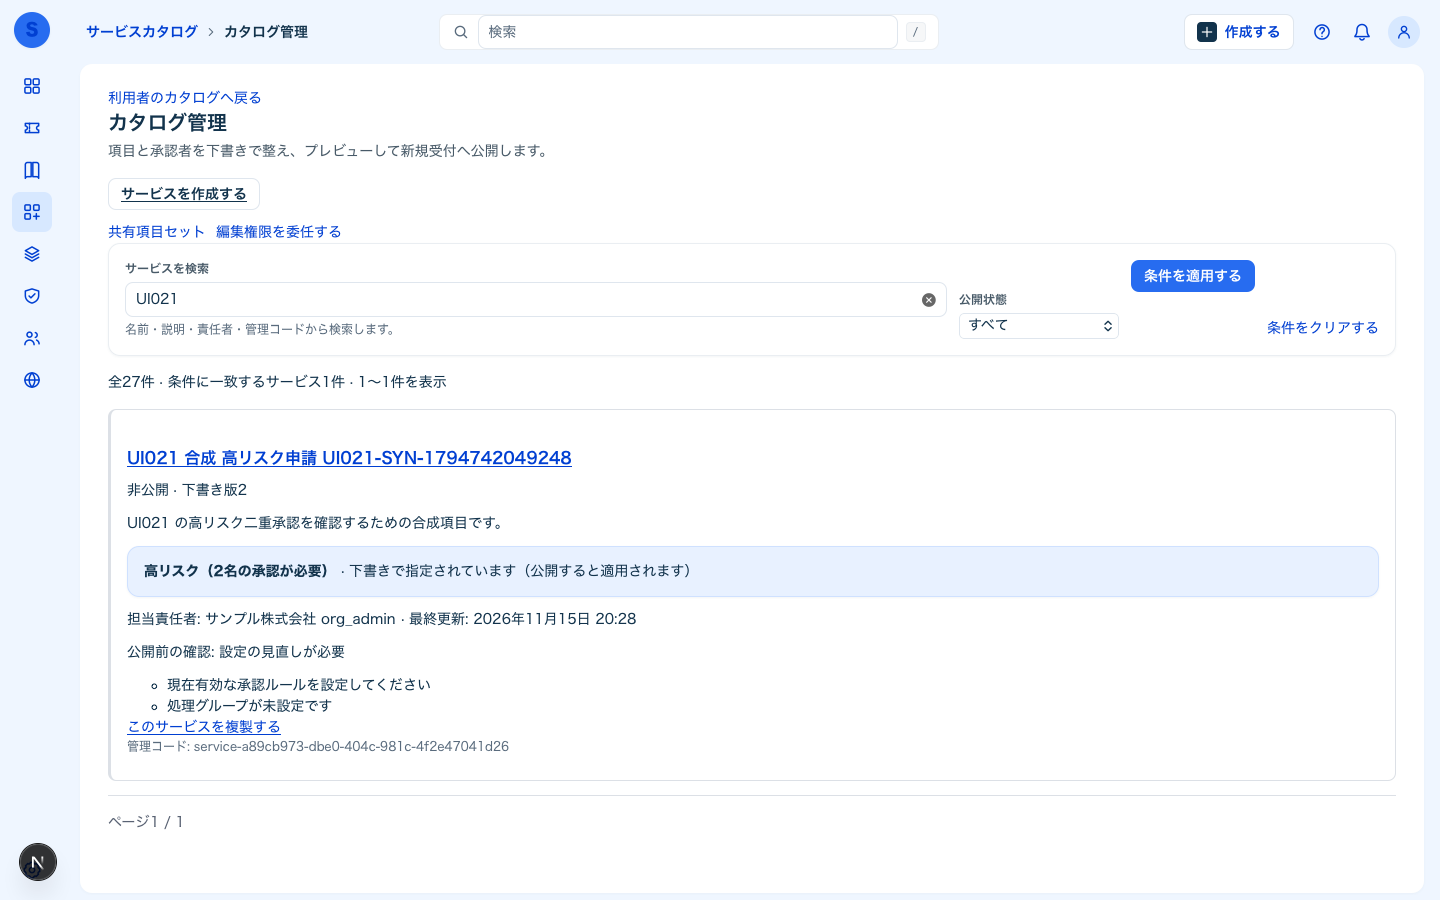 S
サービスカタログ > カタログ管理
検索
/
作成する
利用者のカタログへ戻る
カタログ管理
項目と承認者を下書きで整え、プレビューして新規受付へ公開します。
サービスを作成する
共有項目セット 編集権限を委任する
サービスを検索
UI021
名前・説明・責任者・管理コードから検索します。
公開状態
すべて
条件を適用する
条件をクリアする
全27件 · 条件に一致するサービス1件 · 1〜1件を表示
UI021 合成 高リスク申請 UI021-SYN-1794742049248
非公開 · 下書き版2
UI021 の高リスク二重承認を確認するための合成項目です。
高リスク（2名の承認が必要） · 下書きで指定されています（公開すると適用されます）
担当責任者: サンプル株式会社 org_admin · 最終更新: 2026年11月15日 20:28
公開前の確認: 設定の見直しが必要
現在有効な承認ルールを設定してください
処理グループが未設定です
このサービスを複製する
管理コード: service-a89cb973-dbe0-404c-981c-4f2e47041d26
ページ1 / 1
N